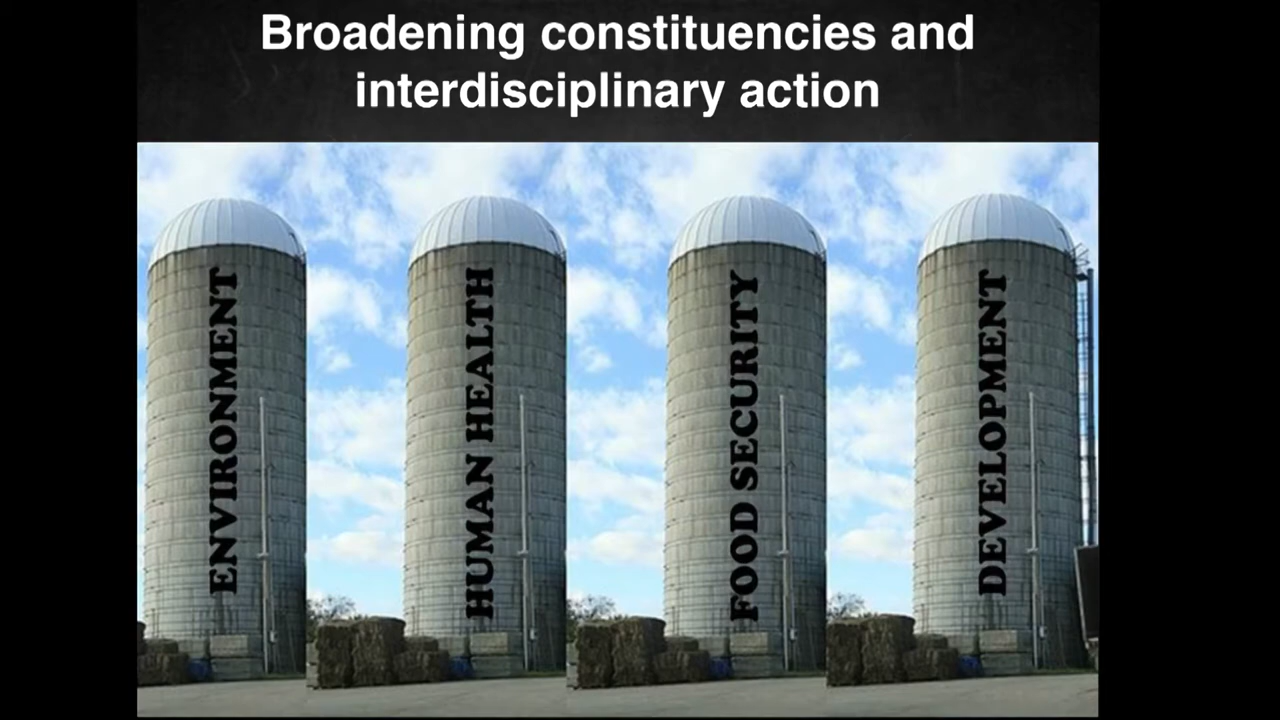 Broadening constituencies and
interdisciplinary action
ENVIRONMENT
HUMAN HEALTH
FOOD SECURITY
DEVELOPMENT